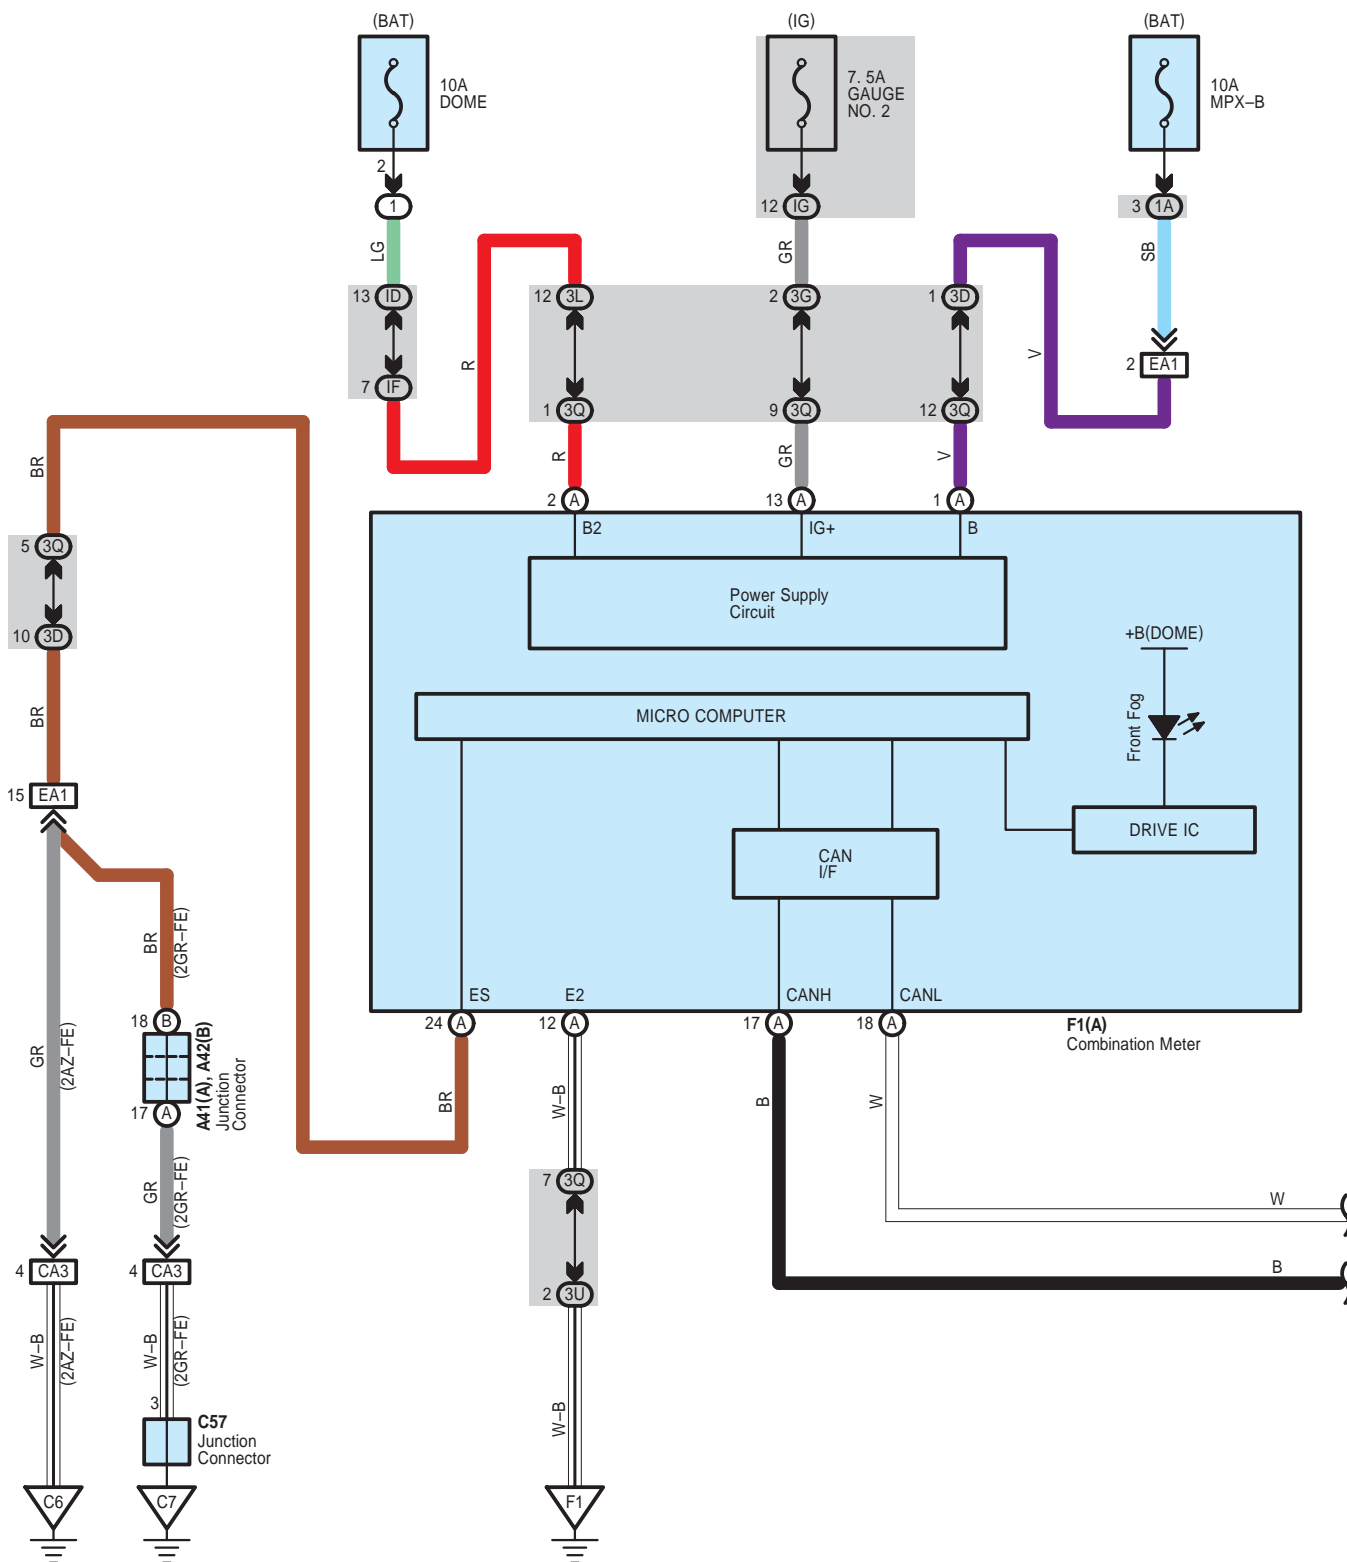 (BAT)
(IG)
(BAT)
10A
DOME
7. 5A
GAUGE
NO. 2
10A
MPX–B
2
1
12 IG
3 1A
LG
GR
SB
13 ID
12 3L
2 3G
1 3D
R
V
2 EA1
7 IF
1 3Q
9 3Q
12 3Q
BR
R
GR
V
2 A
13 A
1 A
B2
IG+
B
5 3Q
Power Supply
Circuit
10 3D
+B(DOME)
BR
MICRO COMPUTER
Front Fog
15 EA1
DRIVE IC
CAN
I/F
BR
(2GR–FE)
ES
E2
CANH
CANL
18 B
24 A
12 A
17 A
18 A
F1(A)
Combination Meter
GR
(2AZ–FE)
A41(A), A42(B)
Junction
Connector
17 A
BR
W–B
B
W
GR
(2GR–FE)
7 3Q
W
4 CA3
4 CA3
2 3U
B
W–B
(2AZ–FE)
W–B
(2GR–FE)
3
C57
Junction
Connector
W–B
C6
C7
F1